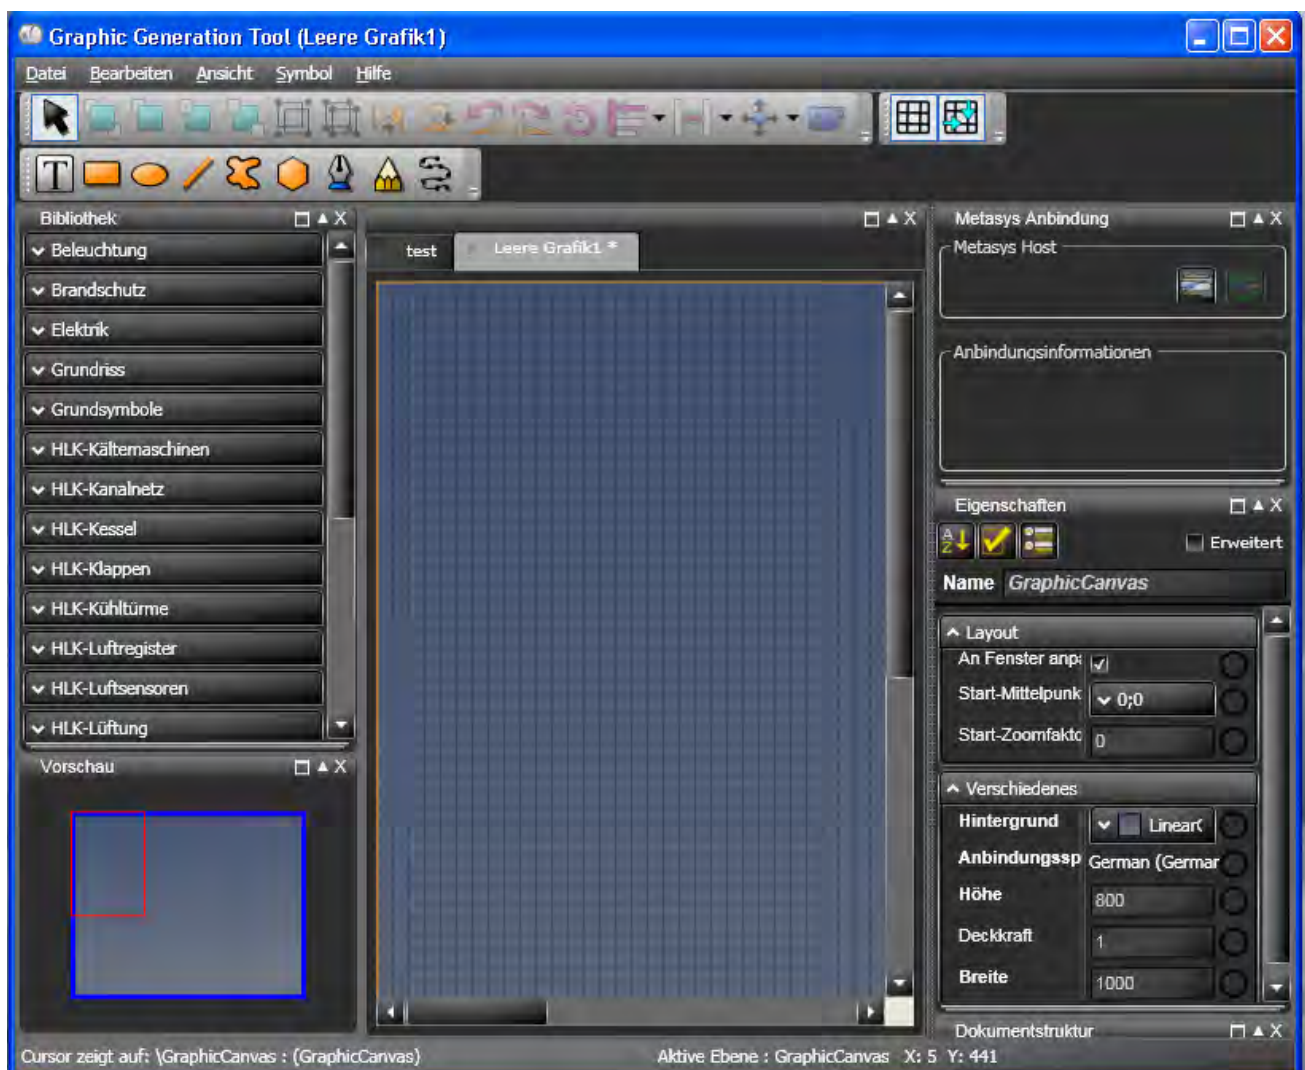 Graphic Generation Tool (Leere Grafik1)
Datei Bearbeiten Ansicht Symbol Hilfe
T
Bibliothek
Beleuchtung
Brandschutz
Elektrik
Grundriss
Grundsymbole
HLK-Kältemaschinen
HLK-Kanalnetz
HLK-Kessel
HLK-Klappen
HLK-Kühltürme
HLK-Luftregister
HLK-Luftsensoren
HLK-Lüftung
Vorschau
test Leere Grafik1 *
Metasys Anbindung
Metasys Host
Anbindungsinformationen
Eigenschaften
Erweitert
Name GraphicCanvas
Layout
An Fenster anp
Start-Mittelpunk 0;0
Start-Zoomfakto 0
Verschiedenes
Hintergrund Linear
Anbindungssp German (German
Höhe 800
Deckkraft 1
Breite 1000
Dokumentstruktur
Cursor zeigt auf: \GraphicCanvas : (GraphicCanvas) Aktive Ebene : GraphicCanvas X: 5 Y: 441